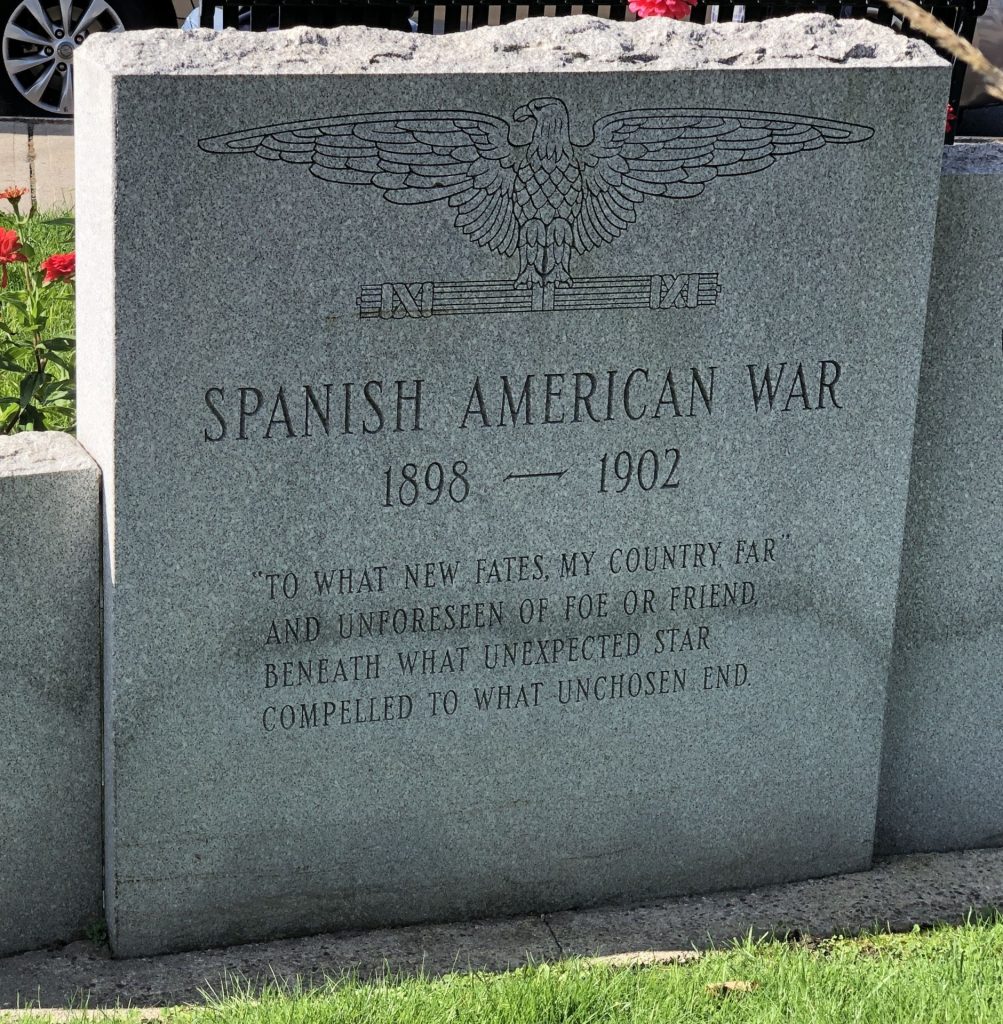 SPANISH AMERICAN WAR
1898 — 1902
"TO WHAT NEW FATES, MY COUNTRY, FAR"
AND UNFORESEEN OF FOE OR FRIEND,
BENEATH WHAT UNEXPECTED STAR
COMPELLED TO WHAT UNCHOSEN END.